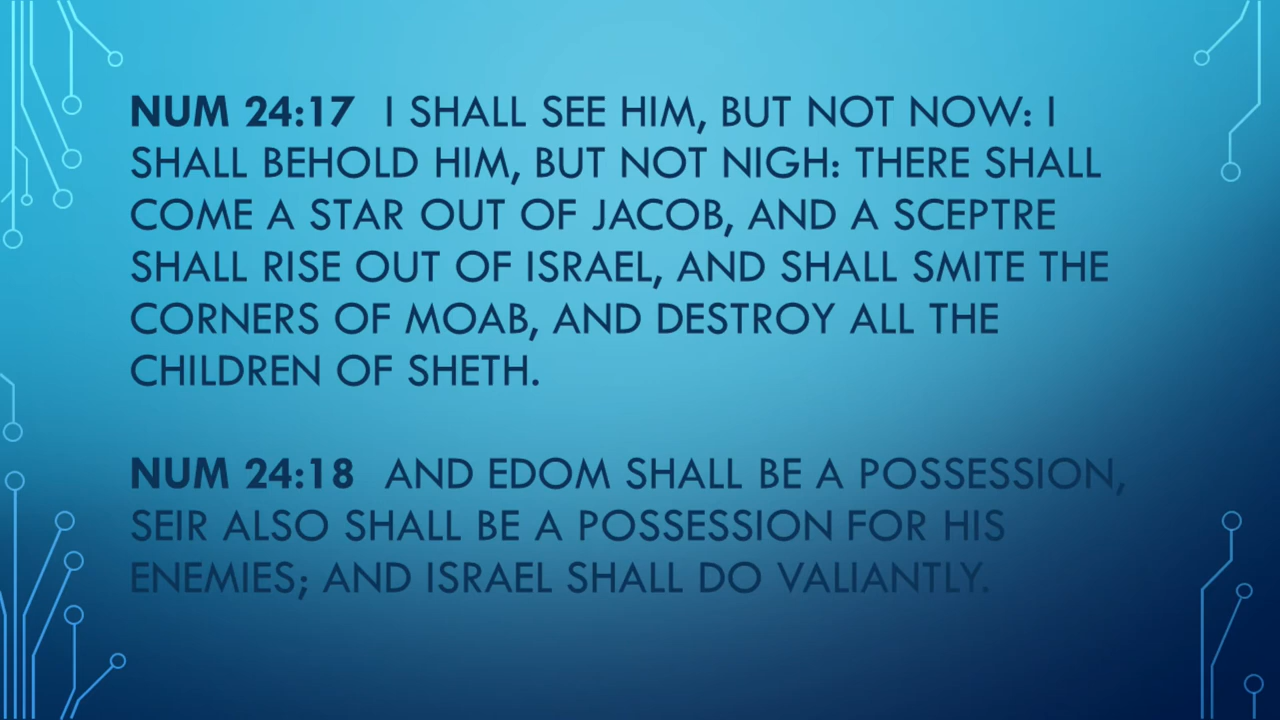 NUM 24:17 I SHALL SEE HIM, BUT NOT NOW: I
SHALL BEHOLD HIM, BUT NOT NIGH: THERE SHALL
COME A STAR OUT OF JACOB, AND A SCEPTRE
SHALL RISE OUT OF ISRAEL, AND SHALL SMITE THE
CORNERS OF MOAB, AND DESTROY ALL THE
CHILDREN OF SHETH.
NUM 24:18 AND EDOM SHALL BE A POSSESSION,
SEIR ALSO SHALL BE A POSSESSION FOR HIS
ENEMIES; AND ISRAEL SHALL DO VALIANTLY.